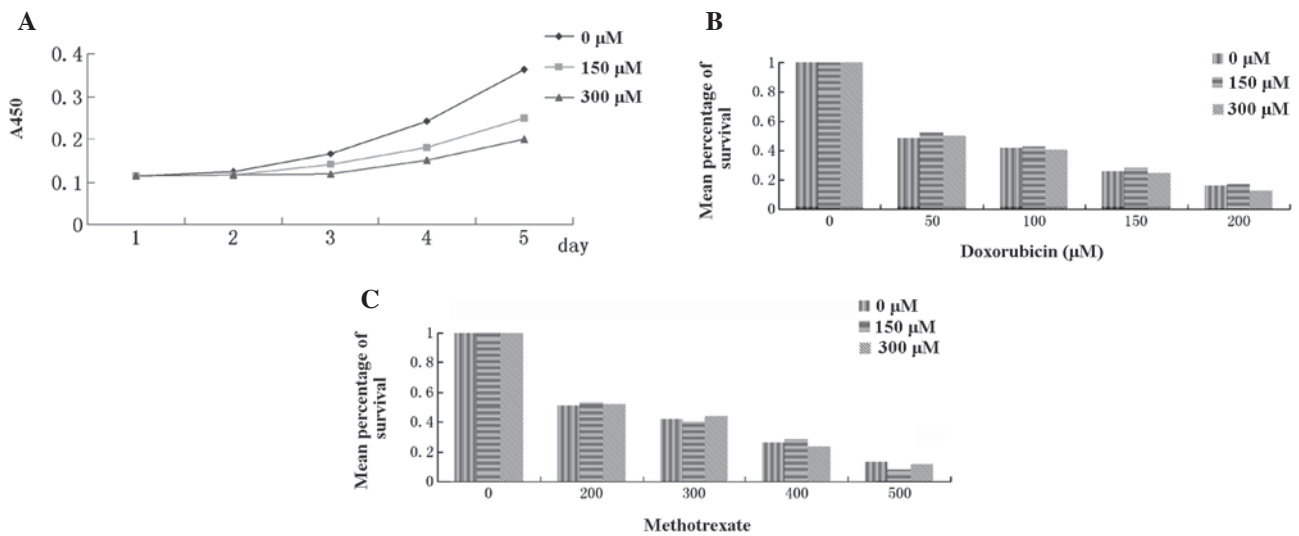 A
A450
0. 4
0. 3
0. 2
0. 1
0
1 2 3 4 5 day
0 μM
150 μM
300 μM
B
Mean percentage of
survival
1
0. 8
0. 6
0. 4
0. 2
0
0 50 100 150 200
Doxorubicin (μM)
0 μM
150 μM
300 μM
C
Mean percentage of
survival
1
0. 8
0. 6
0. 4
0. 2
0
0 200 300 400 500
Methotrexate
0 μM
150 μM
300 μM